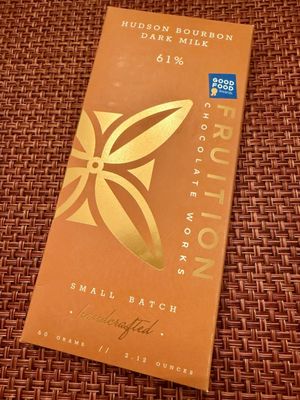 HUDSON BOURBON
DARK MILK
61%
GOOD
FOOD
FRUITION
CHOCOLATE WORKS
SMALL BATCH
Handcrafted
60 GRAMS // 2.12 OUNCES